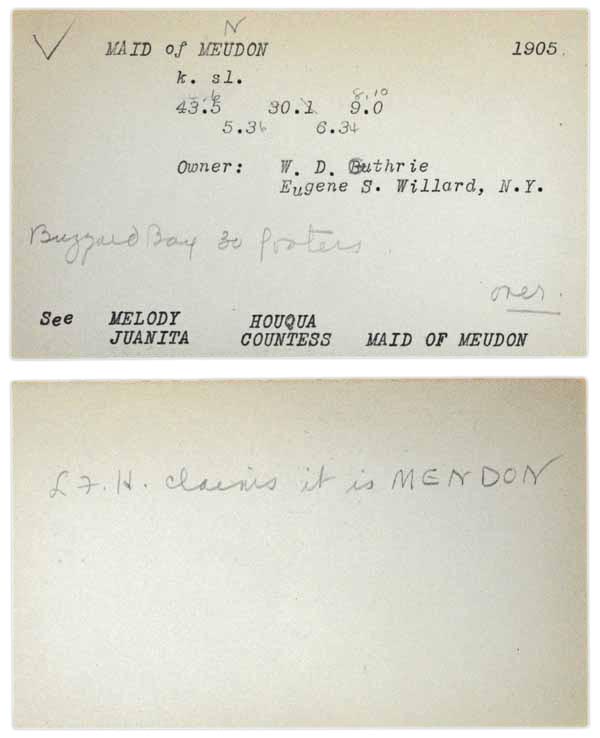 N
MAID of MEUDON 1905.
k. sl.
6 8.10
43.5 30.1 9.0
5.36 6.34
Owner: W. D. Guthrie
Eugene S. Willard, N.Y.
Buzzard Bay 30 footers
over.
See MELODY HOUQUA
JUANITA COUNTESS MAID OF MEUDON
L F. H. claims it is MENDON